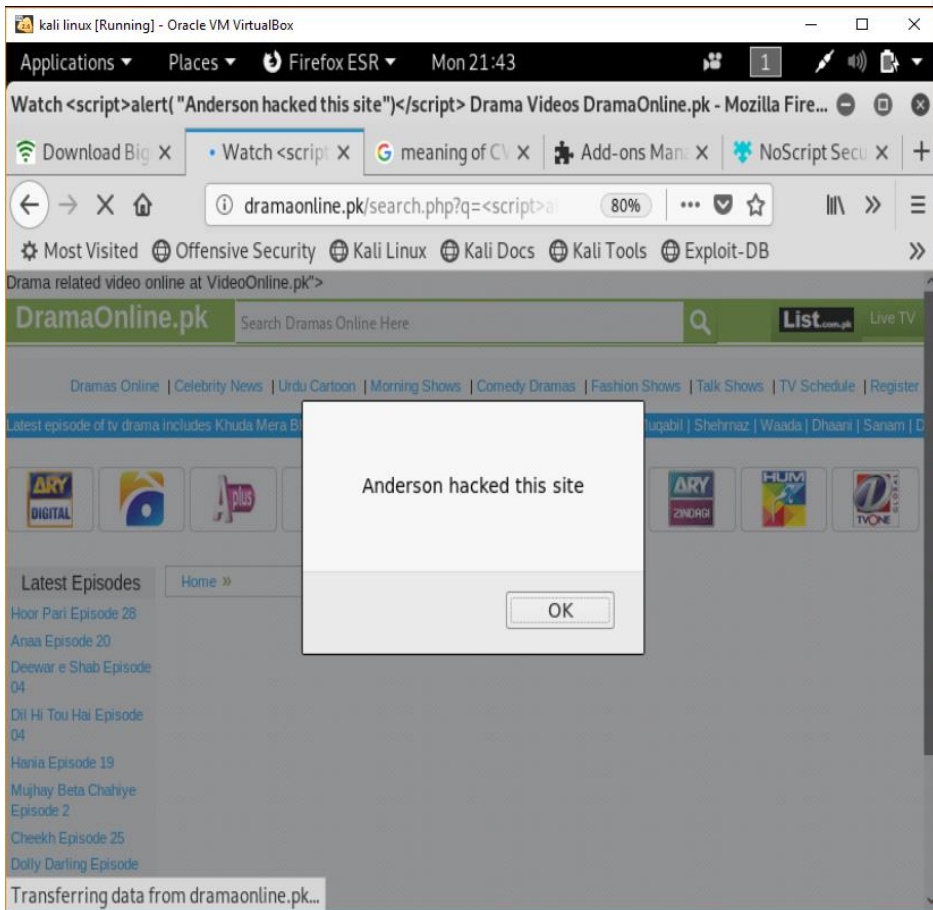 kali linux [Running] - Oracle VM VirtualBox
Applications Places Firefox ESR Mon 21:43 1
Watch <script>alert( "Anderson hacked this site")</script> Drama Videos DramaOnline.pk - Mozilla Fire...
Download Big Watch <script meaning of CV Add-ons Mana NoScript Secu
dramaonline.pk/search.php?q=<script>al 80%
Most Visited Offensive Security Kali Linux Kali Docs Kali Tools Exploit-DB
Drama related video online at VideoOnline.pk">
DramaOnline.pk Search Dramas Online Here List.com.pk Live TV
Dramas Online | Celebrity News | Urdu Cartoon | Morning Shows | Comedy Dramas | Fashion Shows | Talk Shows | TV Schedule | Register
Latest episode of tv drama includes Khuda Mera B Muqabil | Shehrnaz | Waada | Dhaani | Sanam | D
ARY DIGITAL A plus ARY ZINDAGI HUM TVONE
Anderson hacked this site
OK
Latest Episodes Home »
Hoor Pari Episode 28
Anaa Episode 20
Deewar e Shab Episode
04
Dil Hi Tou Hai Episode
04
Hania Episode 19
Mujhay Beta Chahiye
Episode 2
Cheekh Episode 25
Dolly Darling Episode
Transferring data from dramaonline.pk...